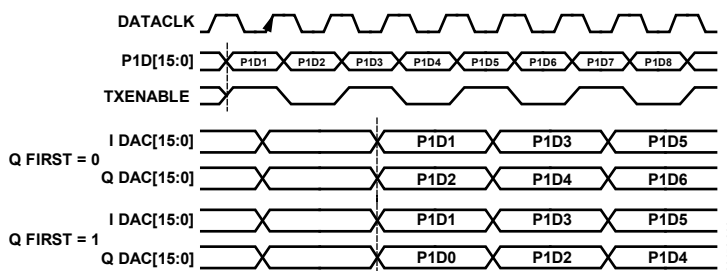 DATACLK
P1D[15:0] P1D1 P1D2 P1D3 P1D4 P1D5 P1D6 P1D7 P1D8
TXENABLE
Q FIRST = 0
I DAC[15:0] P1D1 P1D3 P1D5
Q DAC[15:0] P1D2 P1D4 P1D6
Q FIRST = 1
I DAC[15:0] P1D1 P1D3 P1D5
Q DAC[15:0] P1D0 P1D2 P1D4